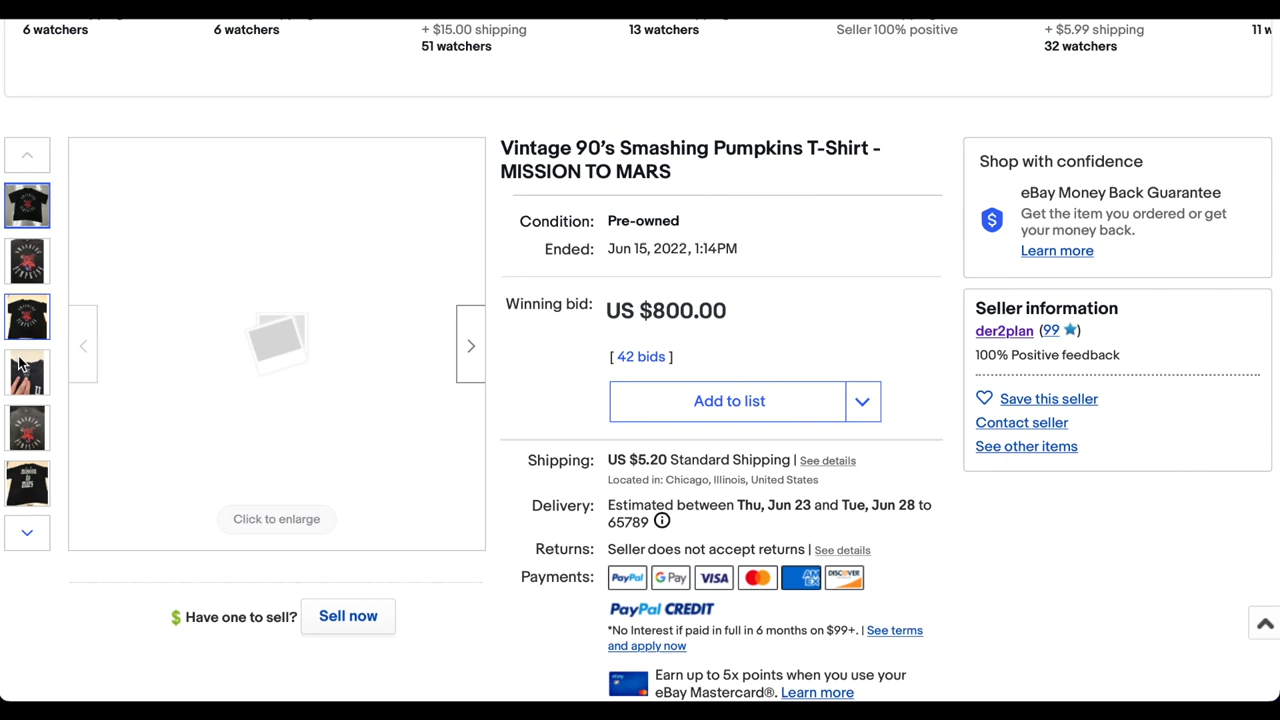 6 watchers
6 watchers
+ $15.00 shipping
51 watchers
13 watchers
Seller 100% positive
+ $5.99 shipping
32 watchers
11 w
Vintage 90's Smashing Pumpkins T-Shirt -
MISSION TO MARS
Condition: Pre-owned
Ended: Jun 15, 2022, 1:14PM
Winning bid: US $800.00
[ 42 bids ]
Add to list
Shipping: US $5.20 Standard Shipping | See details
Located in: Chicago, Illinois, United States
Delivery: Estimated between Thu, Jun 23 and Tue, Jun 28 to
65789
Returns: Seller does not accept returns | See details
Payments: PayPal G Pay VISA MasterCard AM EX DISCOVER
PayPal CREDIT
*No Interest if paid in full in 6 months on $99+. | See terms
and apply now
Earn up to 5x points when you use your
eBay Mastercard®. Learn more
Click to enlarge
Have one to sell? Sell now
Shop with confidence
eBay Money Back Guarantee
Get the item you ordered or get
your money back.
Learn more
Seller information
der2plan (99)
100% Positive feedback
Save this seller
Contact seller
See other items